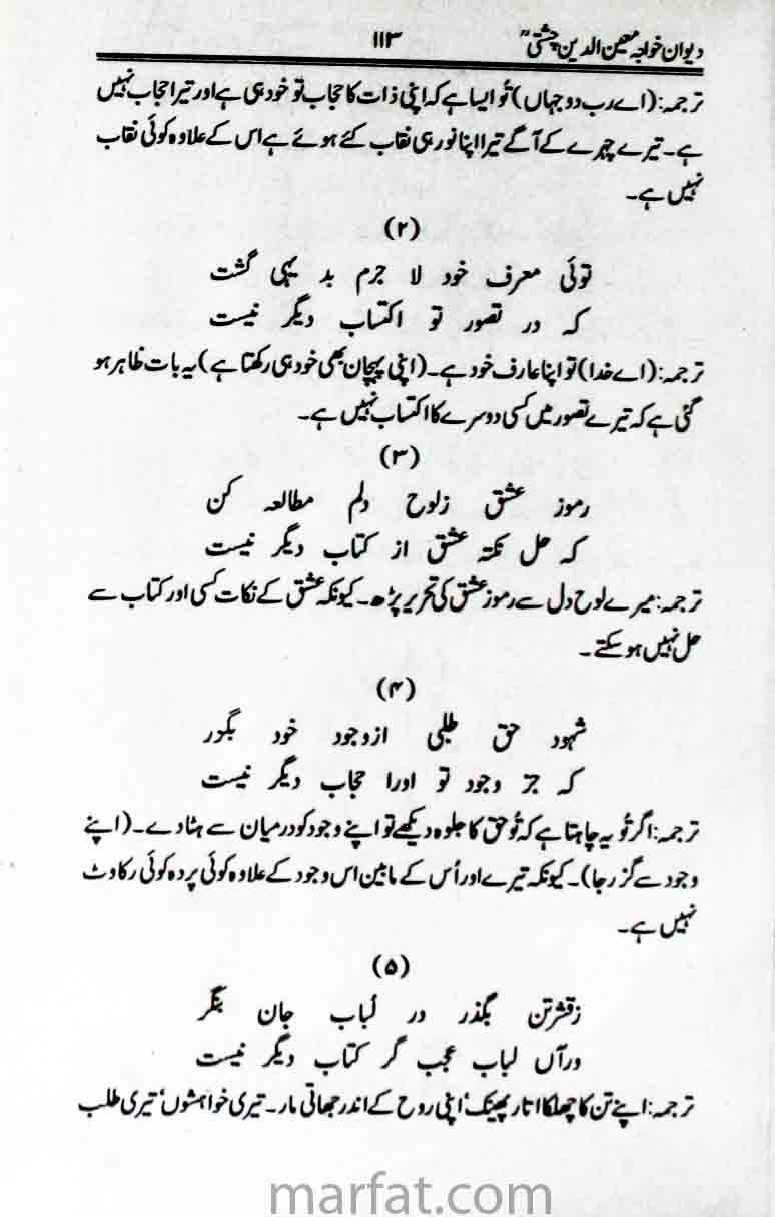 دیوان خواجہ معین الدین چشتیؒ ۱۱۳
ترجمہ:(اے رب دو جہاں) تُو ایسا ہے کہ اپنی ذات کا حجاب تو خود ہی ہے اور تیرا حجاب نہیں
ہے۔ تیرے چہرے کے آگے تیرا اپنا نور ہی نقاب کئے ہوئے ہے اس کے علاوہ کوئی نقاب
نہیں ہے۔
(۲)
توئی معرف خود لا جرم بد یہی گشت
کہ در تصور تو اکتساب دیگر نیست
ترجمہ:(اے خدا) تو اپنا عارف خود ہے۔(اپنی پہچان بھی خود ہی رکھتا ہے) یہ بات ظاہر ہو
گئی ہے کہ تیرے تصور میں کسی دوسرے کا اکتساب نہیں ہے۔
(۳)
رموز عشق زلوح دلم مطالعہ کن
کہ حل نکتہ عشق از کتاب دیگر نیست
ترجمہ:میرے لوح دل سے رموز عشق کی تحریر پڑھ۔ کیونکہ عشق کے نکات کسی اور کتاب سے
حل نہیں ہو سکتے۔
(۴)
شہود حق طلبی ازوجود خود بگور
کہ جز وجود تو اورا حجاب دیگر نیست
ترجمہ:اگر تُو یہ چاہتا ہے کہ تُو حق کا جلوہ دیکھے تو اپنے وجود کو درمیان سے ہٹا دے۔(اپنے
وجود سے گزر جا)۔ کیونکہ تیرے اور اُس کے مابین اس وجود کے علاوہ کوئی پردہ کوئی رکاوٹ
نہیں ہے۔
(۵)
زقشرتن بگذر در لُباب جان بنگر
ورآں لباب عجب گر کتاب دیگر نیست
ترجمہ:اپنے تن کا چھلکا اتار پھینک‘ اپنی روح کے اندر جھاتی مار۔ تیری خواہشوں‘ تیری طلب
marfat.com